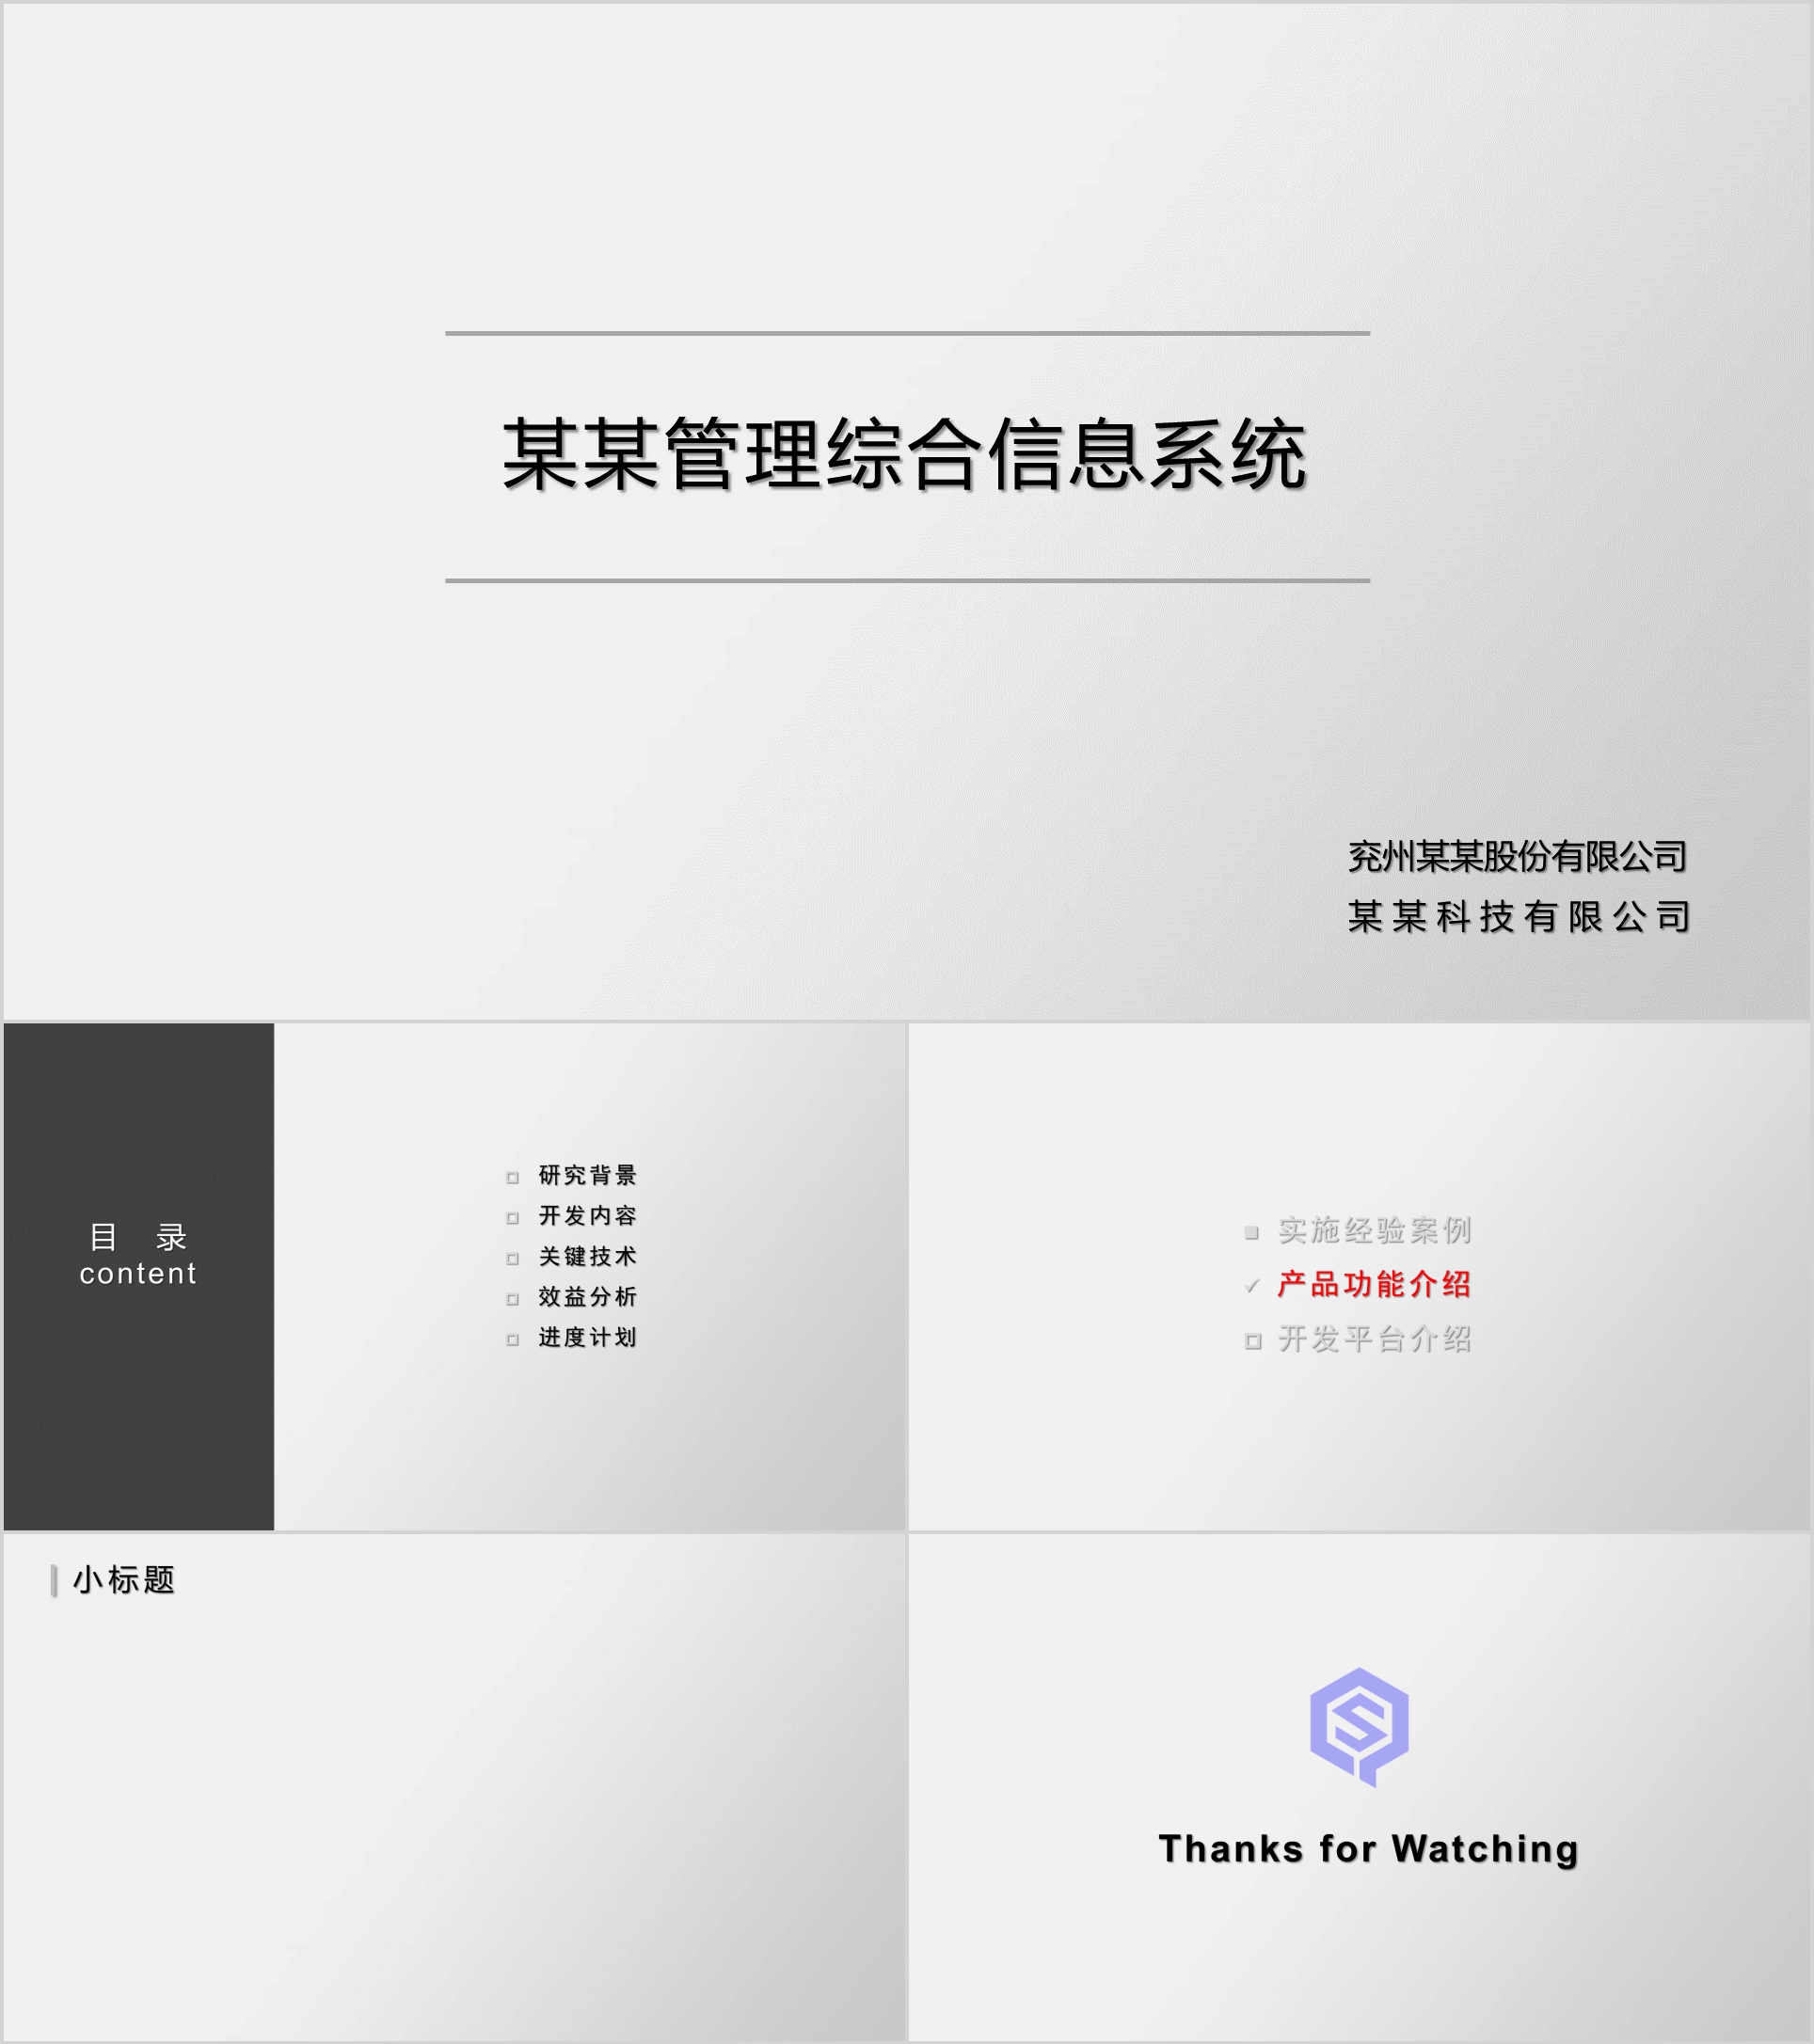 某某管理综合信息系统
兖州某某股份有限公司
某某科技有限公司
目 录
content
研究背景
开发内容
关键技术
效益分析
进度计划
实施经验案例
产品功能介绍
开发平台介绍
小标题
Thanks for Watching